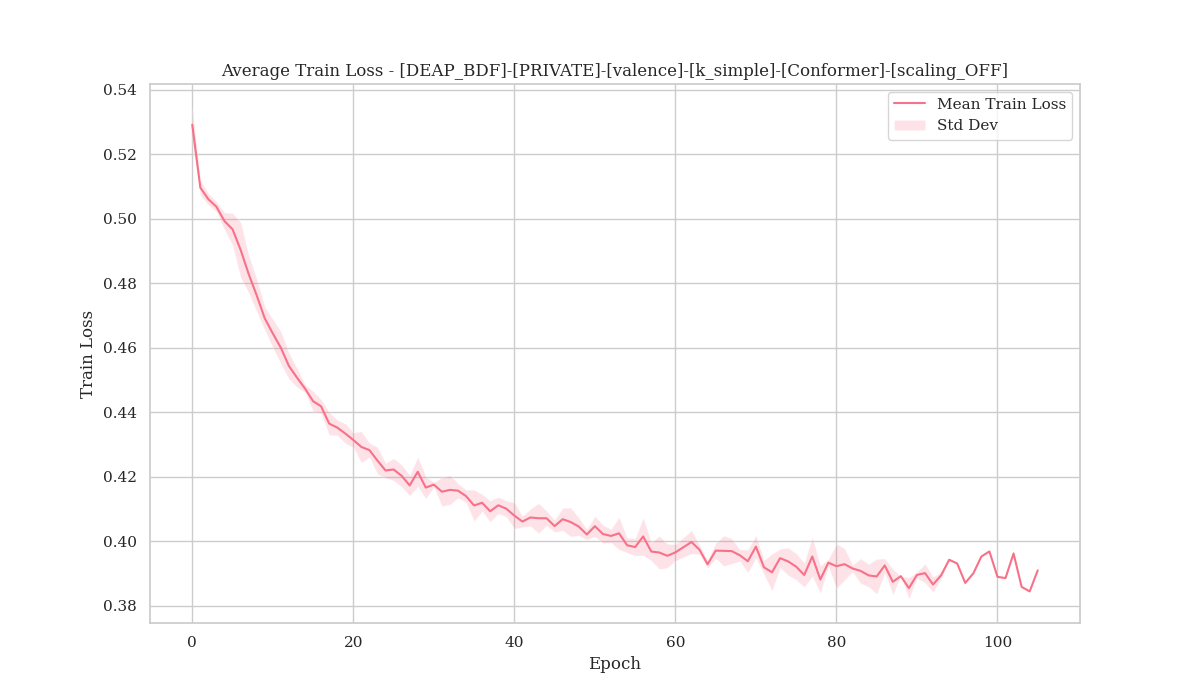 Average Train Loss - [DEAP_BDF]-[PRIVATE]-[valence]-[k_simple]-[Conformer]-[scaling_OFF]
Mean Train Loss
Std Dev
0.54
0.52
0.50
0.48
0.46
0.44
0.42
0.40
0.38
Train Loss
0 20 40 60 80 100
Epoch